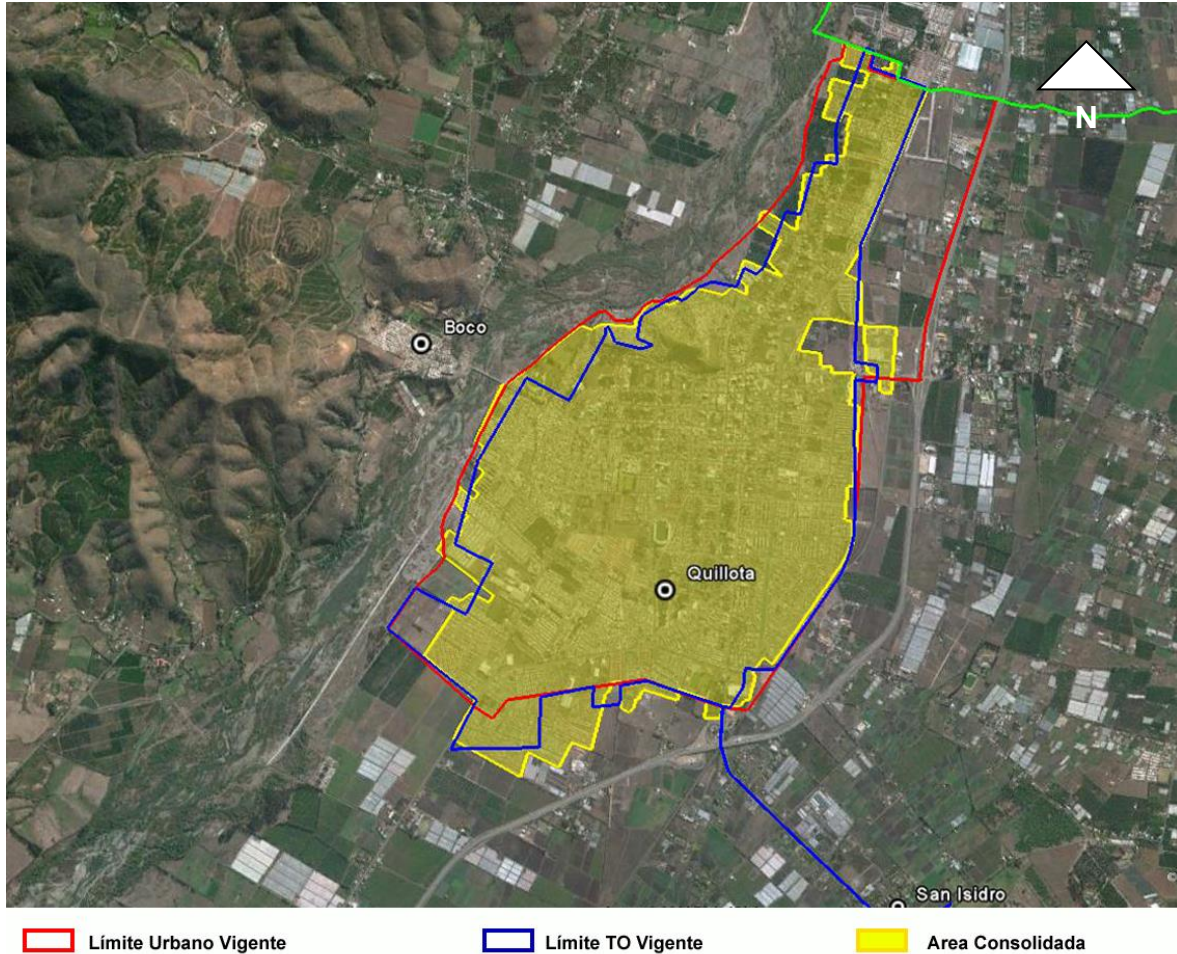 N
Boco
Quillota
San Isidro
©
Límite Urbano Vigente
Límite TO Vigente
Area Consolidada